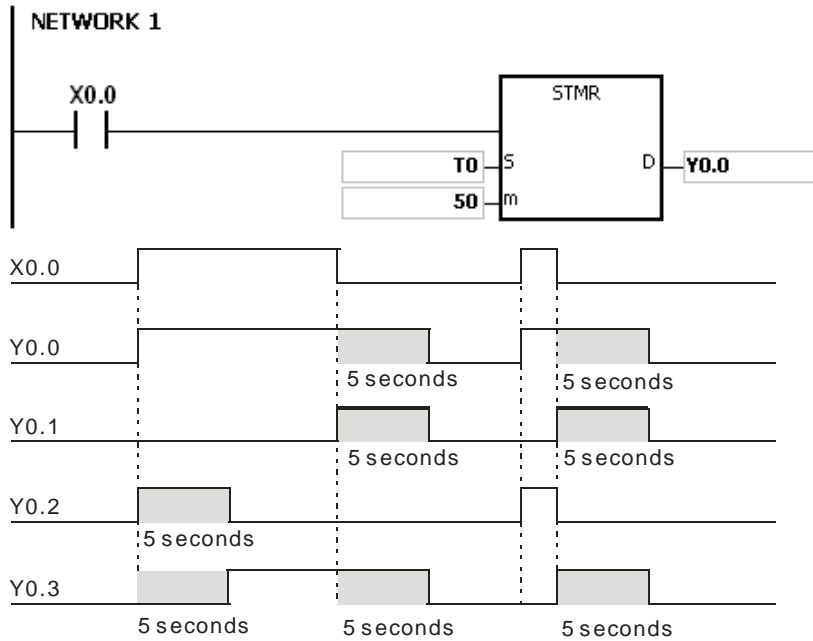 NETWORK 1
X0.0
STMR
T0 S D Y0.0
50 m
X0.0
Y0.0
5 seconds 5 seconds
Y0.1
5 seconds 5 seconds
Y0.2
5 seconds
Y0.3
5 seconds 5 seconds 5 seconds